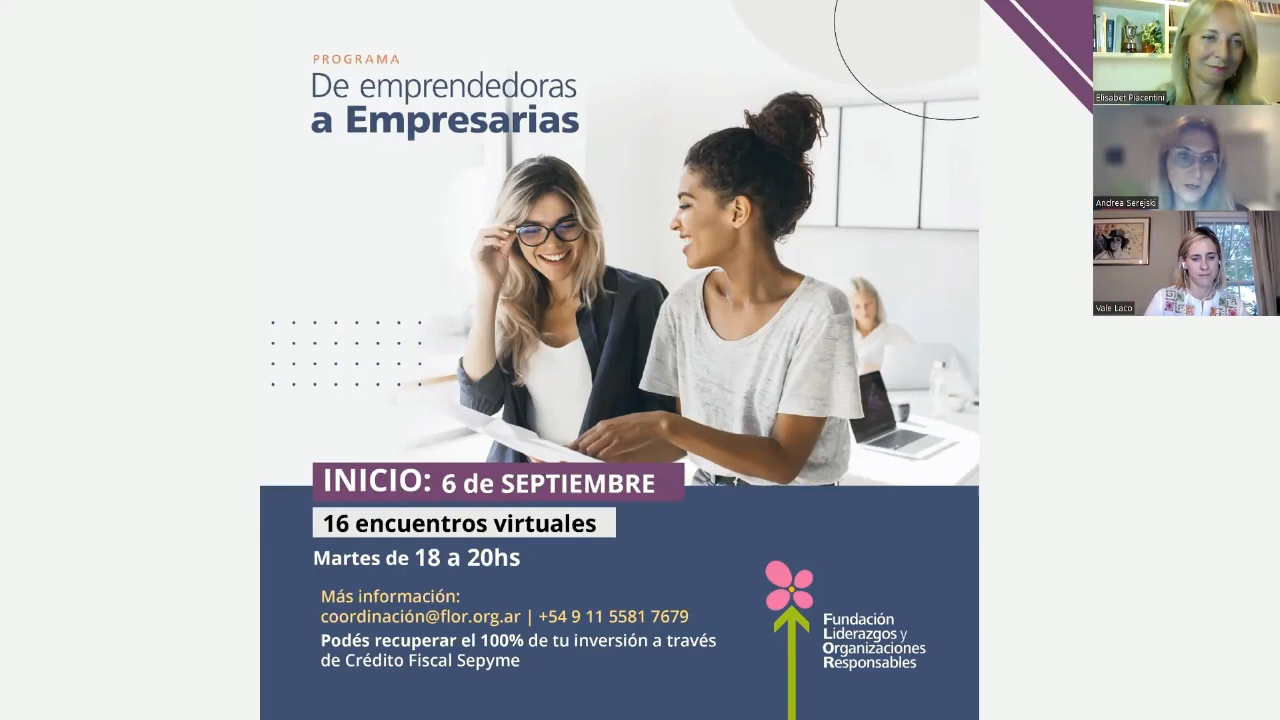 PROGRAMA
De emprendedoras
a Empresarias
INICIO: 6 de SEPTIEMBRE
16 encuentros virtuales
Martes de 18 a 20hs
Más información:
coordinación@flor.org.ar | +54 9 11 5581 7679
Podés recuperar el 100% de tu inversión a través
de Crédito Fiscal Sepyme
Fundación
Liderazgos y
Organizaciones
Responsables
Elisabet Piacentini
Andrea Serejski
Vale Laco